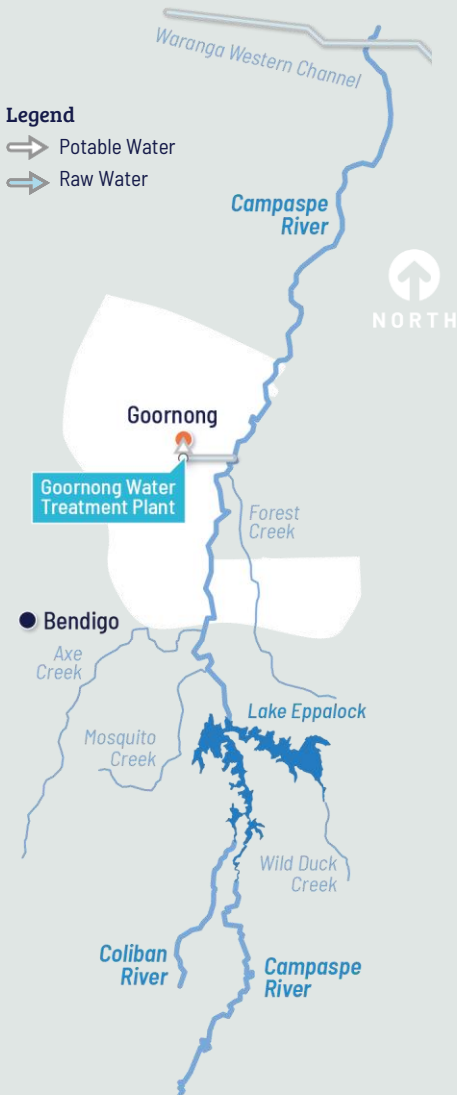 Waranga Western Channel
Legend
Potable Water
Raw Water
Campaspe
River
NORTH
Goornong
Goornong Water
Treatment Plant
Forest
Creek
Bendigo
Axe
Creek
Lake Eppalock
Mosquito
Creek
Wild Duck
Creek
Coliban
River
Campaspe
River